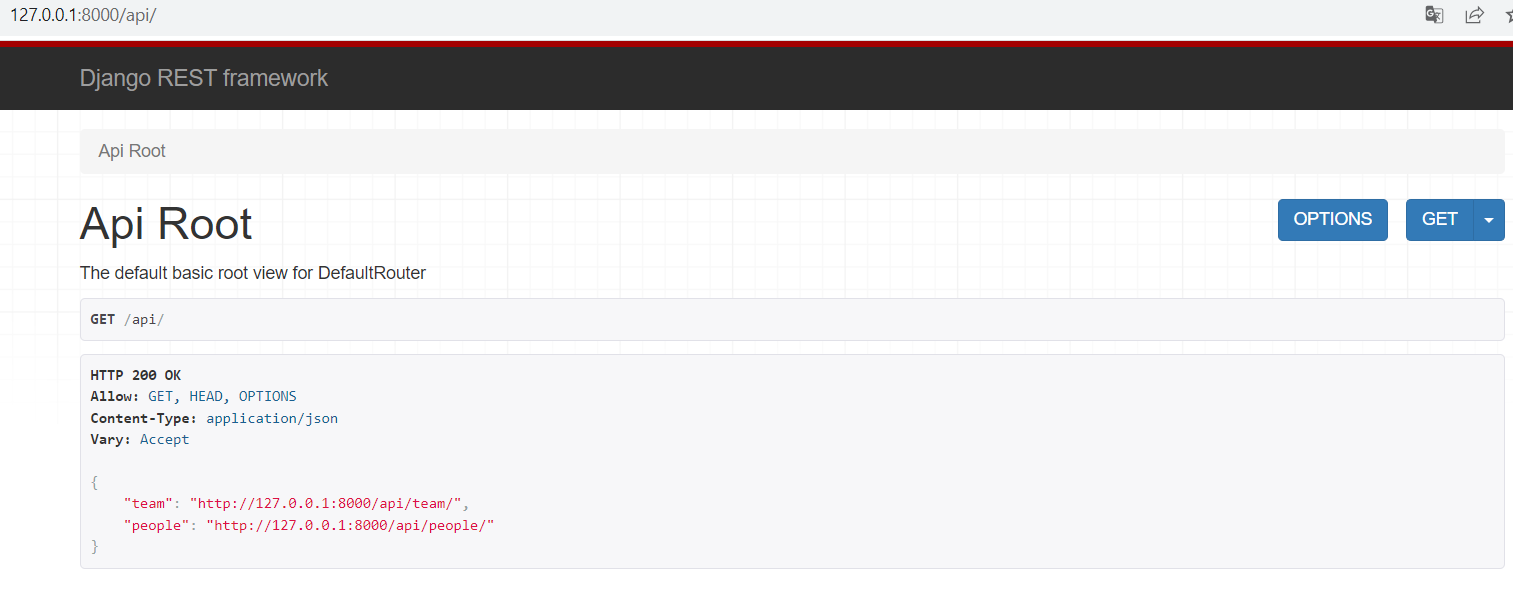 127.0.0.1:8000/api/
Django REST framework
Api Root
Api Root
OPTIONS
GET
The default basic root view for DefaultRouter
GET /api/
HTTP 200 OK
Allow: GET, HEAD, OPTIONS
Content-Type: application/json
Vary: Accept
{
    "team": "http://127.0.0.1:8000/api/team/",
    "people": "http://127.0.0.1:8000/api/people/"
}